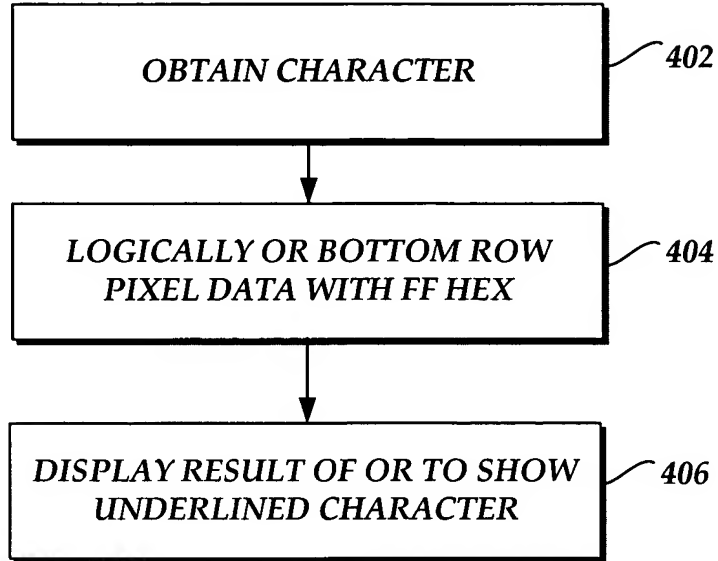 OBTAIN CHARACTER
402
LOGICALLY OR BOTTOM ROW
PIXEL DATA WITH FF HEX
404
DISPLAY RESULT OF OR TO SHOW
UNDERLINED CHARACTER
406